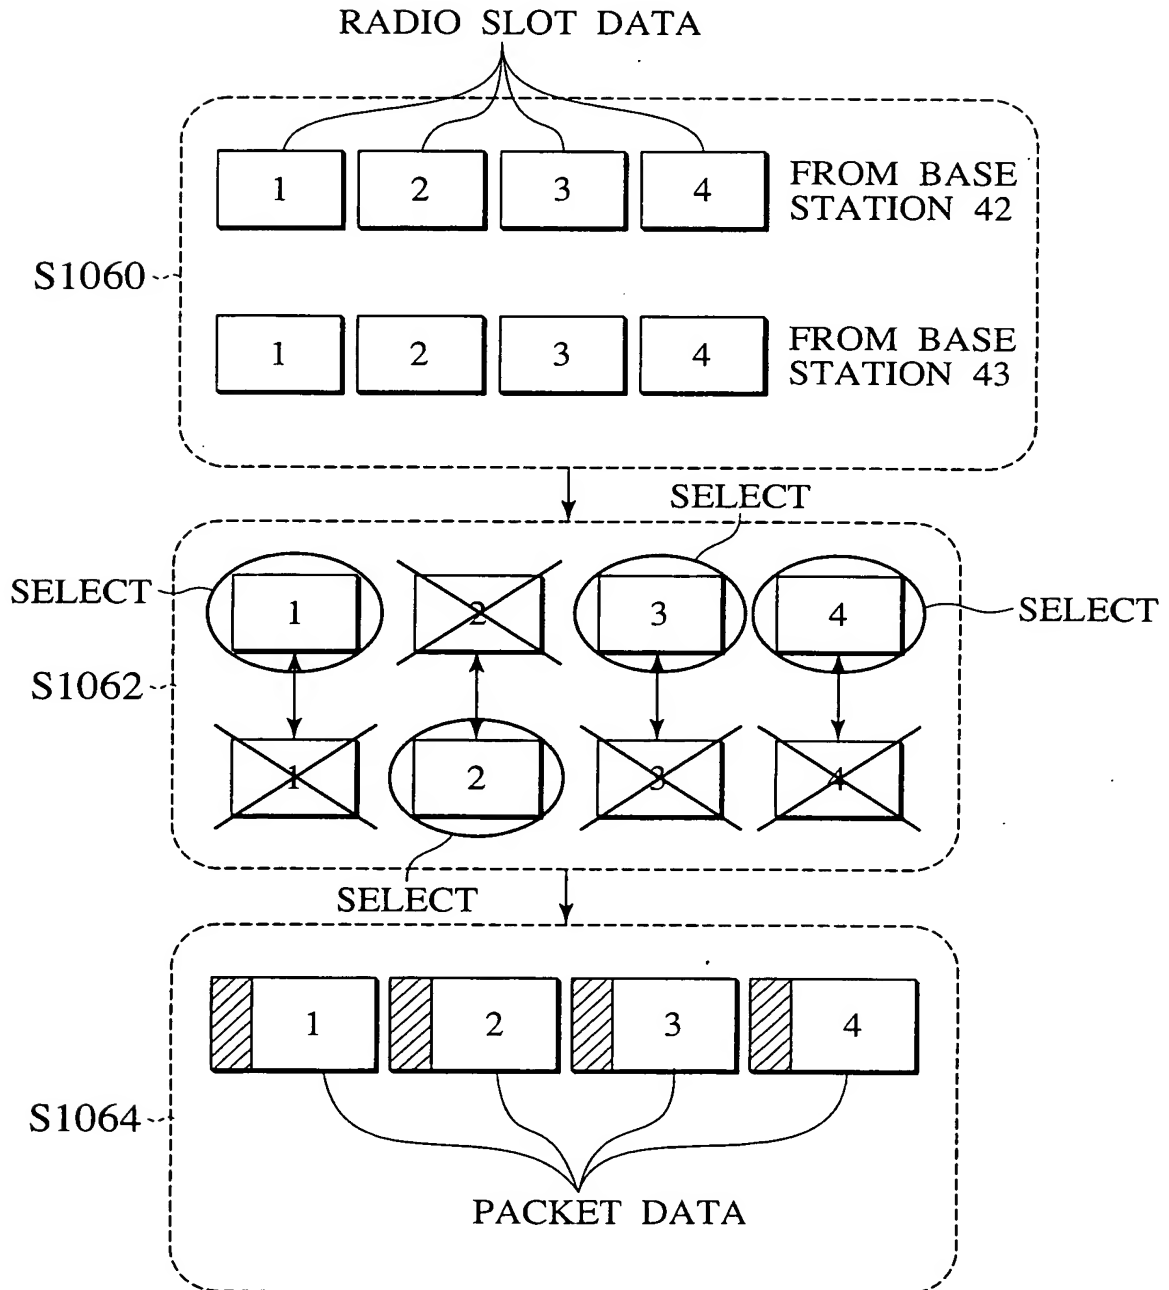 RADIO SLOT DATA
1 2 3 4 FROM BASE
STATION 42
S1060
1 2 3 4 FROM BASE
STATION 43
SELECT
SELECT 1 2 3 4 SELECT
S1062
1 2 3 4
SELECT
1 2 3 4
S1064
PACKET DATA